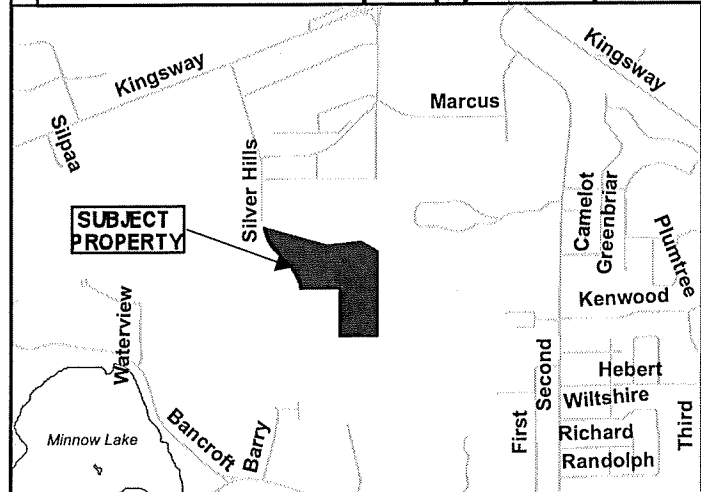 Kingsway
Kingsway
Marcus
Silpaa
Silver Hills
SUBJECT
PROPERTY
Camelot
Greenbriar
Plumtree
Kenwood
Waterview
Second
Hebert
Wiltshire
First
Third
Bancroft
Barry
Richard
Minnow Lake
Randolph